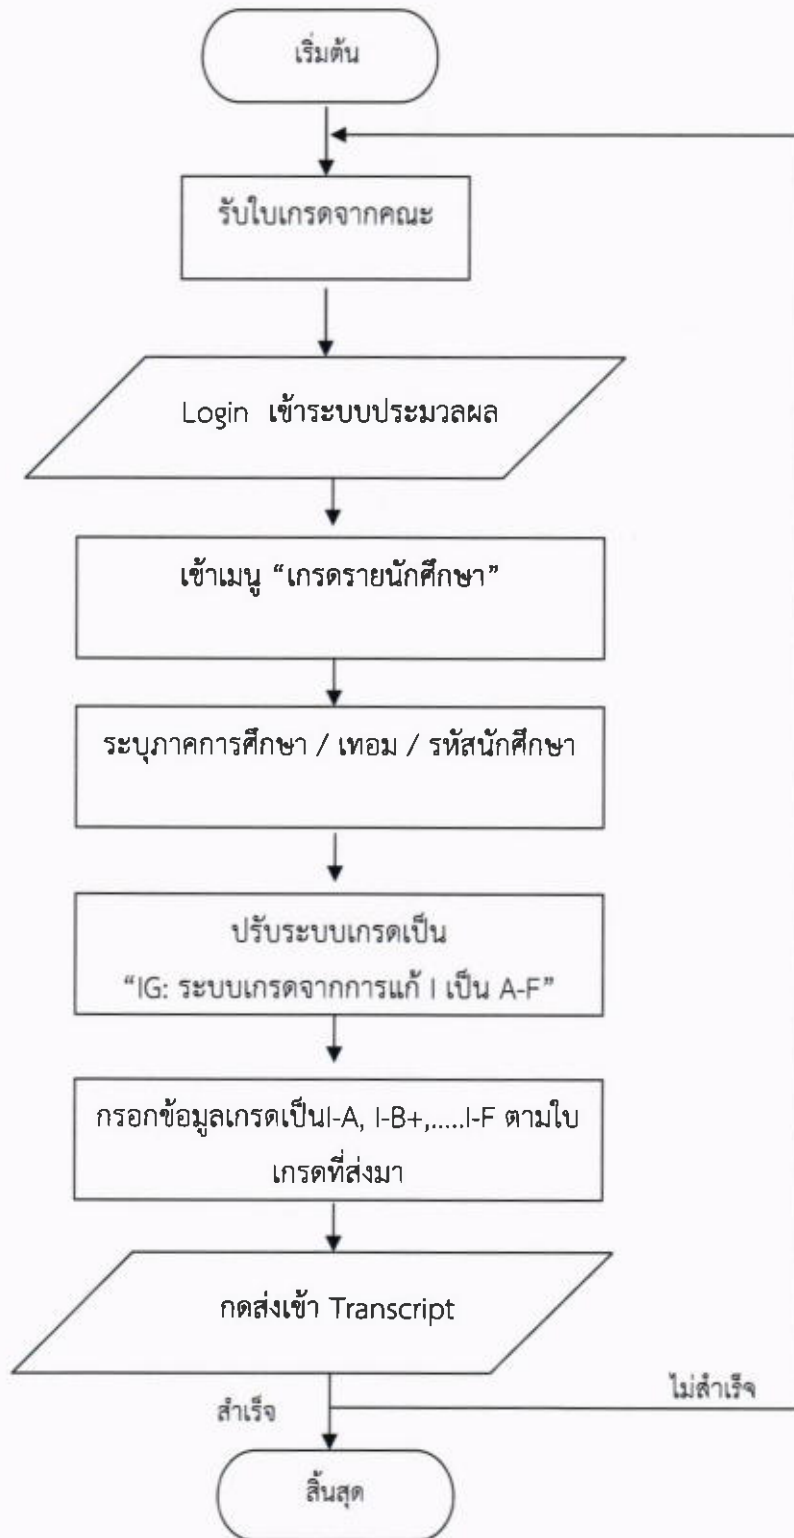 เริ่มต้น
รับใบเกรดจากคณะ
Login เข้าระบบประมวลผล
เข้าเมนู “เกรดรายนักศึกษา”
ระบุภาคการศึกษา / เทอม / รหัสนักศึกษา
ปรับระบบเกรดเป็น
“IG: ระบบเกรดจากการแก้ I เป็น A-F”
กรอกข้อมูลเกรดเป็นI-A, I-B+,.....I-F ตามใบ
เกรดที่ส่งมา
กดส่งเข้า Transcript
ไม่สำเร็จ
สำเร็จ
สิ้นสุด